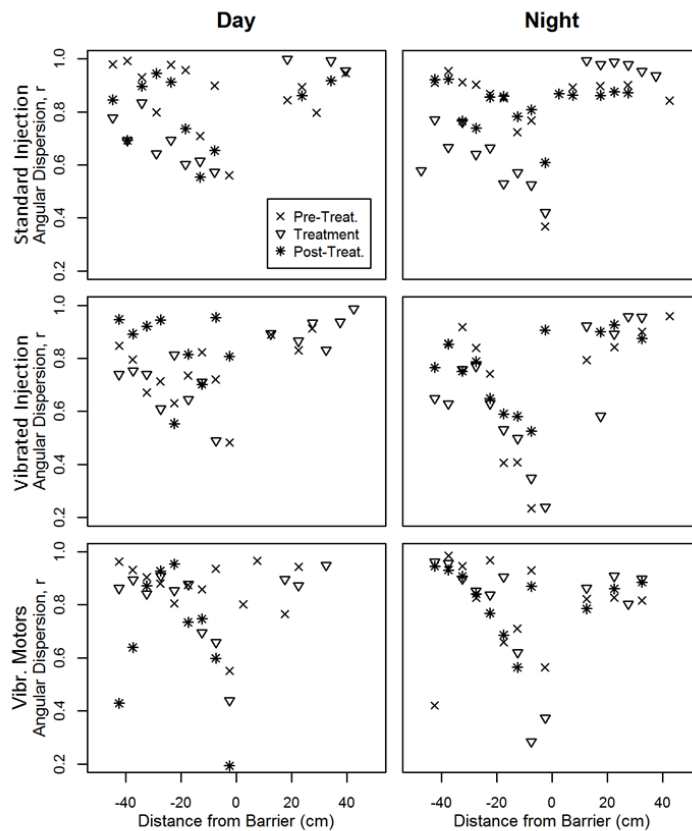 Day Night
Standard Injection
Angular Dispersion, r
0.2 0.4 0.6 0.8 1.0
Pre-Treat.
Treatment
Post-Treat.
Vibrated Injection
Angular Dispersion, r
0.2 0.4 0.6 0.8 1.0
Vibr. Motors
Angular Dispersion, r
0.2 0.4 0.6 0.8 1.0
-40 -20 0 20 40 -40 -20 0 20 40
Distance from Barrier (cm) Distance from Barrier (cm)